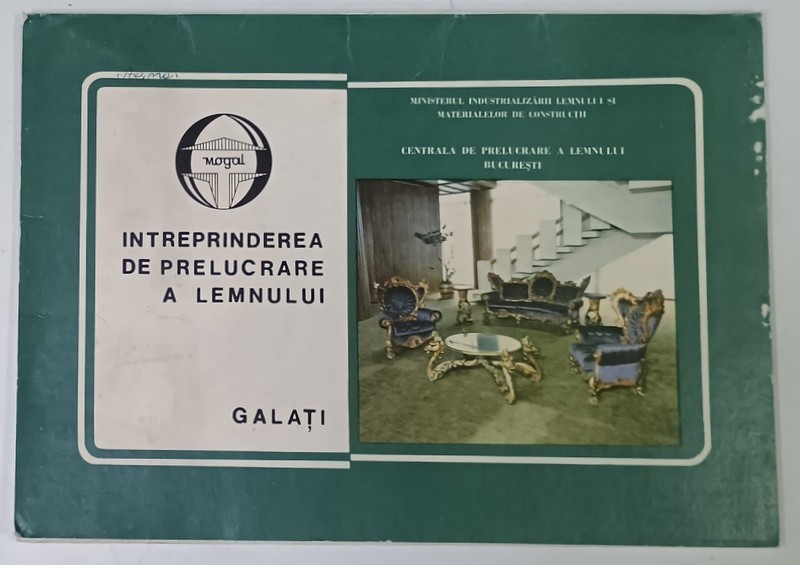 mogal
INTREPRINDEREA
DE PRELUCRARE
A LEMNULUI
GALAȚI
MINISTERUL INDUSTRIALIZĂRII LEMNULUI ȘI
MATERIALELOR DE CONSTRUCȚII
CENTRALA DE PRELUCRARE A LEMNULUI
BUCUREȘTI